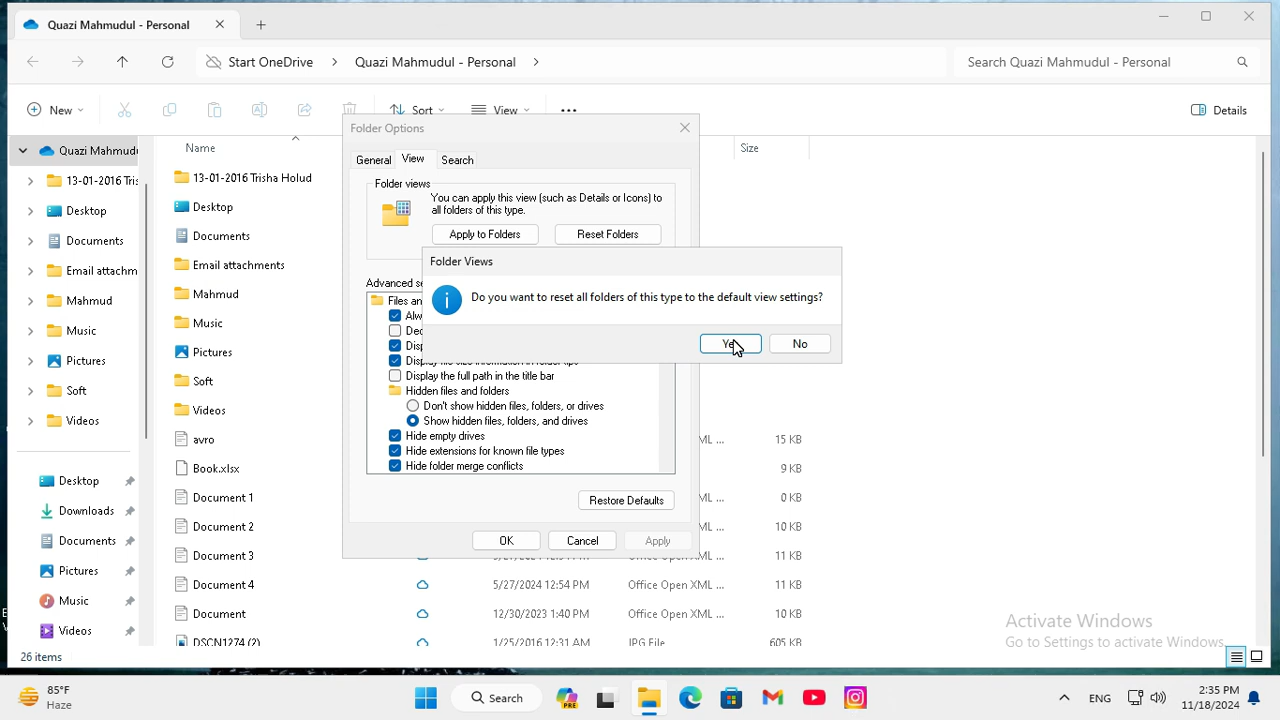 Quazi Mahmudul - Personal
Start OneDrive > Quazi Mahmudul - Personal >
Search Quazi Mahmudul - Personal
New
Sort
View
Details
Quazi
13-01-2016
Desktop
Documents
Email
Mahmud
Music
Pictures
Soft
Videos
Desktop
Downloads
Documents
Pictures
Music
Videos
Name
Size
13-01-2016 Trisha Holud
Desktop
Documents
Email attachments
Mahmud
Music
Pictures
Soft
Videos
avro 15 KB
Book.xlsx 9 KB
Document 1 0 KB
Document 2 10 KB
Document 3 11 KB
Document 4 5/27/2024 12:54 PM Office Open XML ... 11 KB
Document 12/30/2023 1:40 PM Office Open XML ... 10 KB
DSCN1274 (2) 1/25/2016 12:31 AM JPG File 605 KB
Folder Options
General View Search
Folder views
You can apply this view (such as Details or Icons) to
all folders of this type.
Apply to Folders Reset Folders
Folder Views
Do you want to reset all folders of this type to the default view settings?
No
Display the full path in the title bar
Hidden files and folders
Don't show hidden files, folders, or drives
Show hidden files, folders, and drives
Hide empty drives
Hide extensions for known file types
Hide folder merge conflicts
Restore Defaults
OK Cancel Apply
Activate Windows
Go to Settings to activate Windows.
26 items
85°F
Haze
Search
PRE
ENG
2:35 PM
11/18/2024